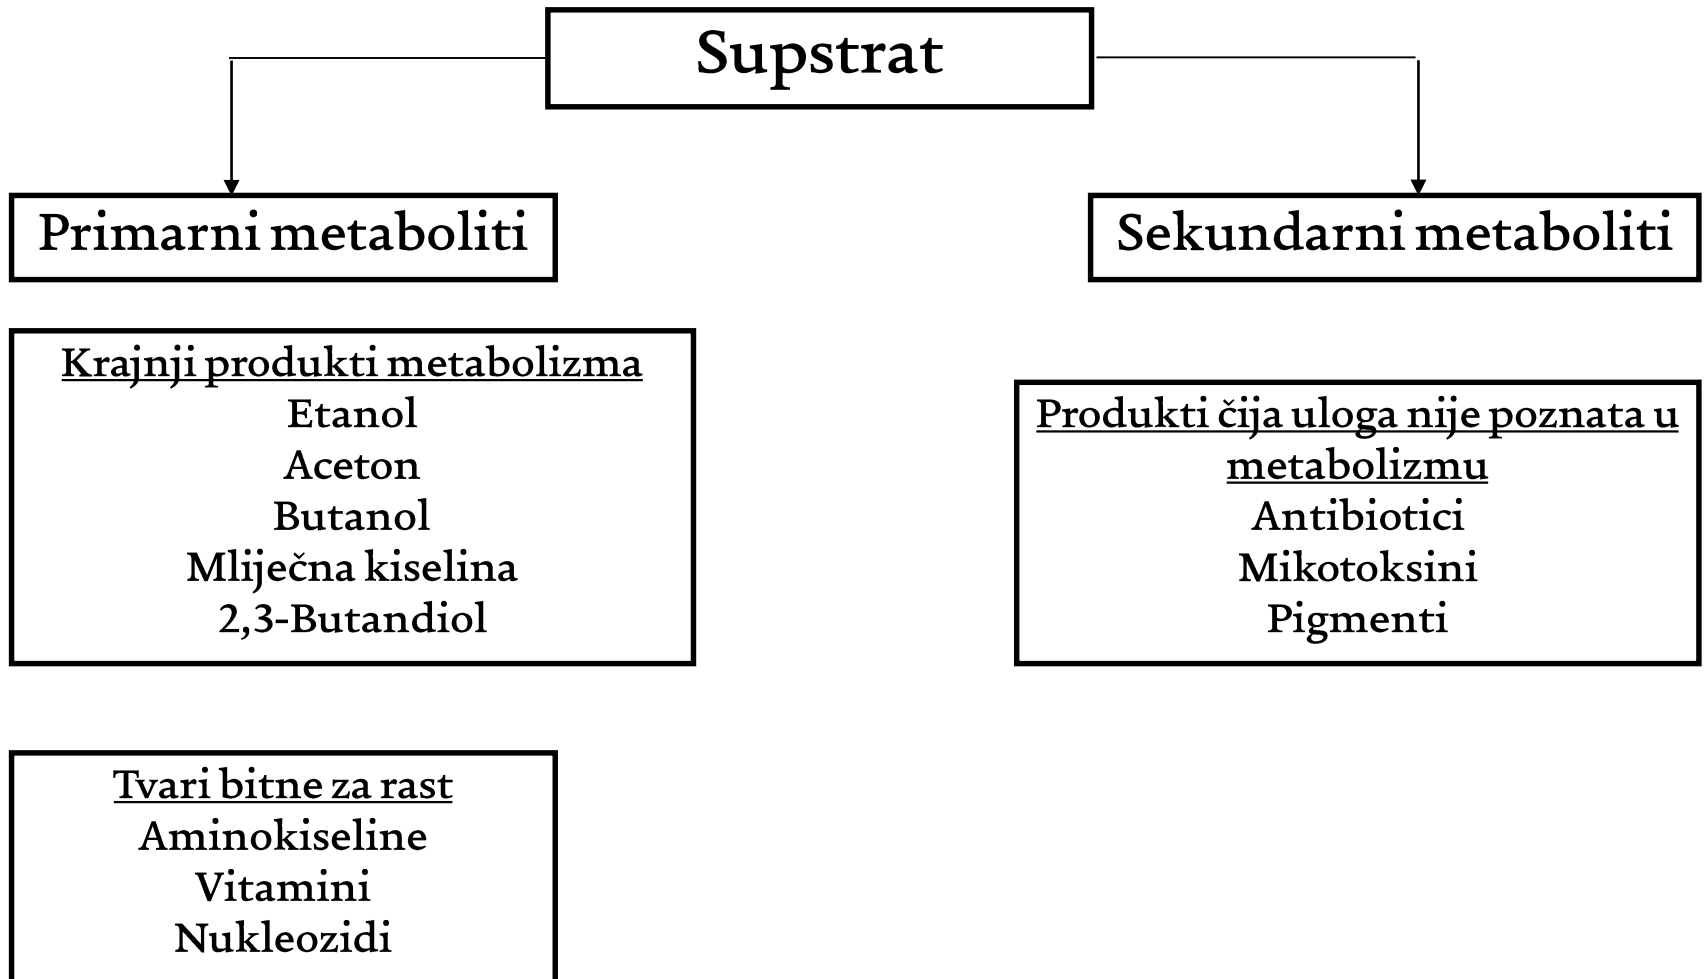 Supstrat
Primarni metaboliti
Sekundarni metaboliti
Krajnji produkti metabolizma
Etanol
Aceton
Butanol
Mliječna kiselina
2,3-Butandiol
Produkti čija uloga nije poznata u
metabolizmu
Antibiotici
Mikotoksini
Pigmenti
Tvari bitne za rast
Aminokiseline
Vitamini
Nukleozidi